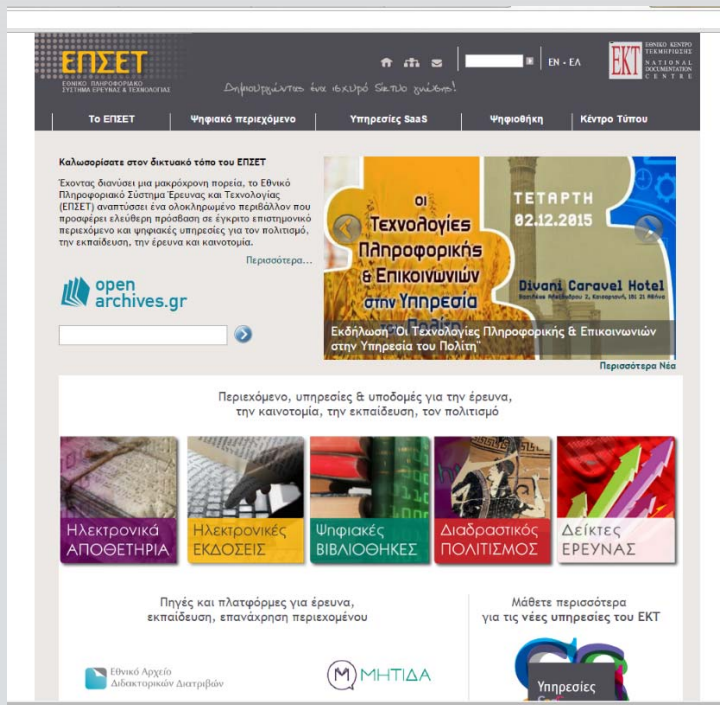 ΕΠΣΕΤ
ΕΘΝΙΚΟ ΠΛΗΡΟΦΟΡΙΑΚΟ
ΣΥΣΤΗΜΑ ΕΡΕΥΝΑΣ & ΤΕΧΝΟΛΟΓΙΑΣ
Δημιουργώντας ένα ισχυρό δίκτυο γνώσης!
EN - ΕΛ
ΕΚΤ
ΕΘΝΙΚΟ ΚΕΝΤΡΟ
ΤΕΚΜΗΡΙΩΣΗΣ
NATIONAL
DOCUMENTATION
CENTRE
Το ΕΠΣΕΤ
Ψηφιακό περιεχόμενο
Υπηρεσίες SaaS
Ψηφιοθήκη
Κέντρο Τύπου
Καλωσορίσατε στον δικτυακό τόπο του ΕΠΣΕΤ
Έχοντας διανύσει μια μακρόχρονη πορεία, το Εθνικό
Πληροφοριακό Σύστημα Έρευνας και Τεχνολογίας
(ΕΠΣΕΤ) αναπτύσσει ένα ολοκληρωμένο περιβάλλον που
προσφέρει ελεύθερη πρόσβαση σε έγκριτο επιστημονικό
περιεχόμενο και ψηφιακές υπηρεσίες για τον πολιτισμό,
την εκπαίδευση, την έρευνα και καινοτομία.
Περισσότερα...
open
archives.gr
οι
Τεχνολογίες
Πληροφορικής
& Επικοινωνιών
στην Υπηρεσία
του Πολίτη
ΤΕΤΑΡΤΗ
02.12.2015
Divani Caravel Hotel
Εκδήλωση "Οι Τεχνολογίες Πληροφορικής & Επικοινωνιών
στην Υπηρεσία του Πολίτη"
Περισσότερα Νέα
Περιεχόμενο, υπηρεσίες & υποδομές για την έρευνα,
την καινοτομία, την εκπαίδευση, τον πολιτισμό
Ηλεκτρονικά
ΑΠΟΘΕΤΗΡΙΑ
Ηλεκτρονικές
ΕΚΔΟΣΕΙΣ
Ψηφιακές
ΒΙΒΛΙΟΘΗΚΕΣ
Διαδραστικός
ΠΟΛΙΤΙΣΜΟΣ
Δείκτες
ΕΡΕΥΝΑΣ
Πηγές και πλατφόρμες για έρευνα,
εκπαίδευση, επανάχρηση περιεχομένου
Μάθετε περισσότερα
για τις νέες υπηρεσίες του ΕΚΤ
Εθνικό Αρχείο
Διδακτορικών Διατριβών
ΜΗΤΙΔΑ
Υπηρεσίες